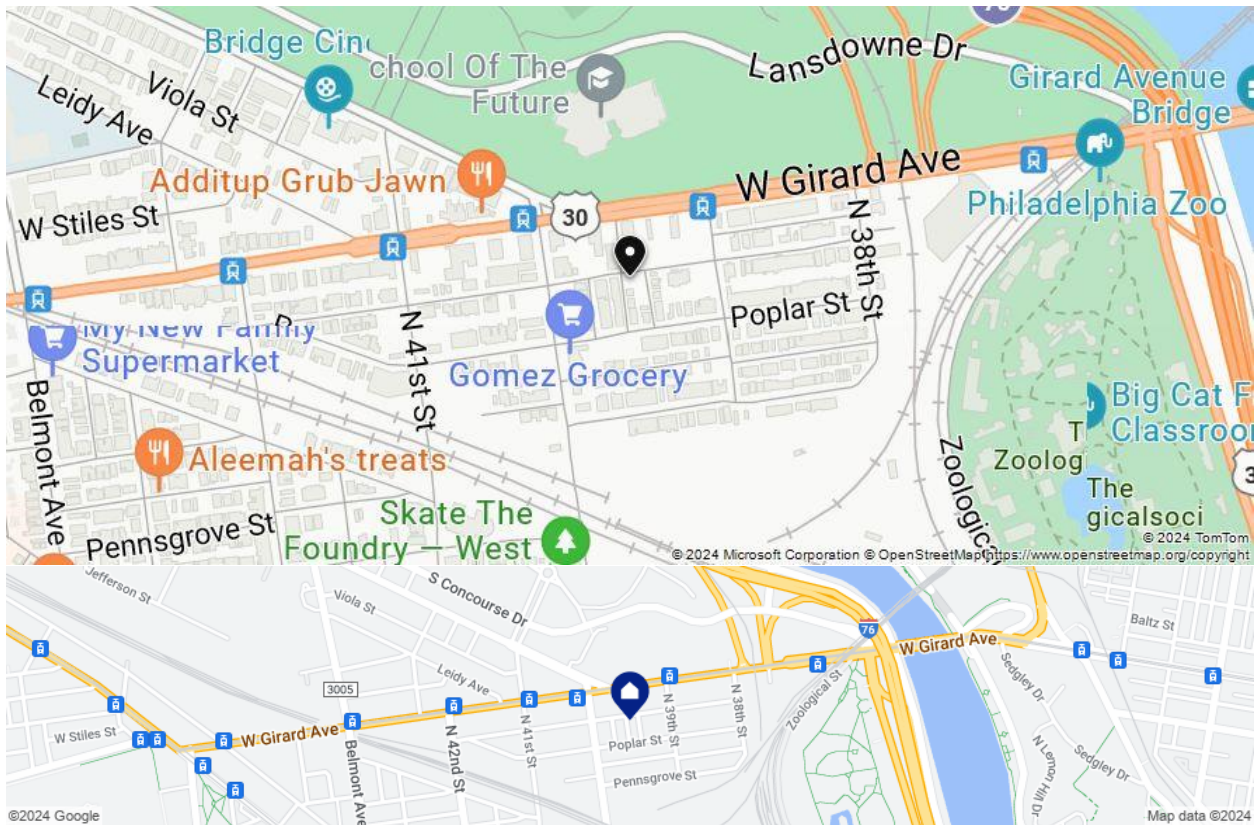 Bridge Cin
Lansdowne Dr
chool Of The
Future
Girard Avenue
Bridge
Viola St
Leidy Ave
W Girard Ave
Additup Grub Jawn
Philadelphia Zoo
W Stiles St
30
N 38th St
Poplar St
My New Family
Supermarket
N 41st St
Gomez Grocery
Belmont Ave
Big Cat F
Classroo
Aleemah's treats
T
Zoolog
The
gicalsoci
Zoologic
Skate The
Foundry — West
Pennsgrove St
© 2024 TomTom
© 2024 Microsoft Corporation © OpenStreetMap https://www.openstreetmap.org/copyright
Jefferson St
S Concourse Dr
Viola St
76
Baltz St
W Girard Ave
Leidy Ave
Sedgley Dr
3005
N 38th St
N 39th St
Zoological St
W Stiles St
W Girard Ave
N 41st St
N 42nd St
Belmont Ave
Poplar St
Pennsgrove St
N Lemon Hill Dr
Sedgley Dr
©2024 Google
Map data ©2024